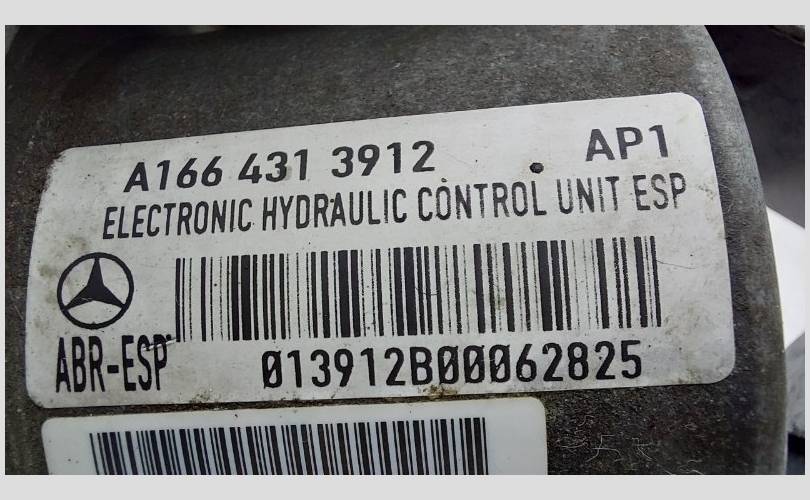 A166 431 3912 AP1
ELECTRONIC HYDRAULIC CONTROL UNIT ESP
ABR-ESP
013912B00062825